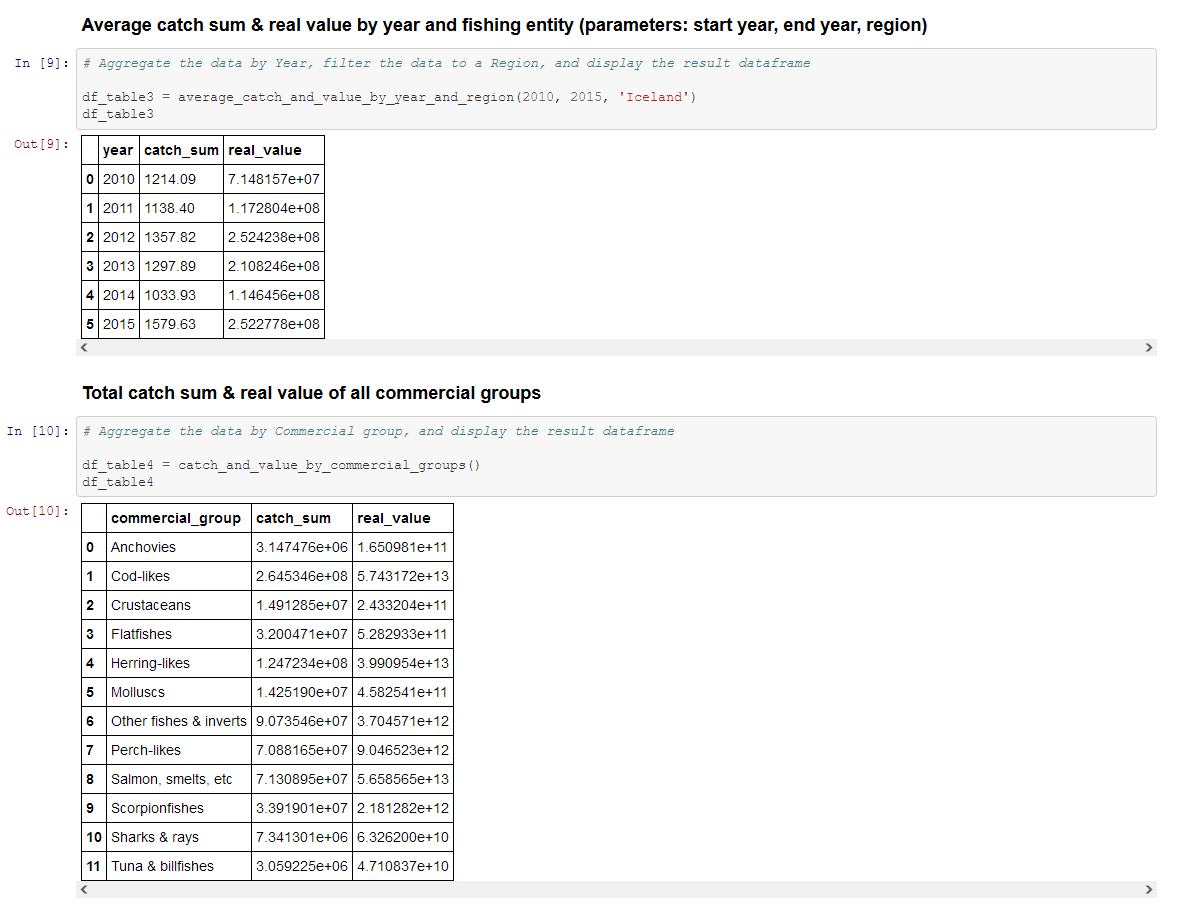 Average catch sum & real value by year and fishing entity (parameters: start year, end year, region)
In [9]: # Aggregate the data by Year, filter the data to a Region, and display the result dataframe
df_table3 = average_catch_and_value_by_year_and_region(2010, 2015, 'Iceland')
df_table3
Out[9]:
year catch_sum real_value
0 2010 1214.09 7.148157e+07
1 2011 1138.40 1.172804e+08
2 2012 1357.82 2.524238e+08
3 2013 1297.89 2.108246e+08
4 2014 1033.93 1.146456e+08
5 2015 1579.63 2.522778e+08
Total catch sum & real value of all commercial groups
In [10]: # Aggregate the data by Commercial group, and display the result dataframe
df_table4 = catch_and_value_by_commercial_groups()
df_table4
Out[10]:
commercial_group catch_sum real_value
0 Anchovies 3.147476e+06 1.650981e+11
1 Cod-likes 2.645346e+08 5.743172e+13
2 Crustaceans 1.491285e+07 2.433204e+11
3 Flatfishes 3.200471e+07 5.282933e+11
4 Herring-likes 1.247234e+08 3.990954e+13
5 Molluscs 1.425190e+07 4.582541e+11
6 Other fishes & inverts 9.073546e+07 3.704571e+12
7 Perch-likes 7.088165e+07 9.046523e+12
8 Salmon, smelts, etc 7.130895e+07 5.658565e+13
9 Scorpionfishes 3.391901e+07 2.181282e+12
10 Sharks & rays 7.341301e+06 6.326200e+10
11 Tuna & billfishes 3.059225e+06 4.710837e+10